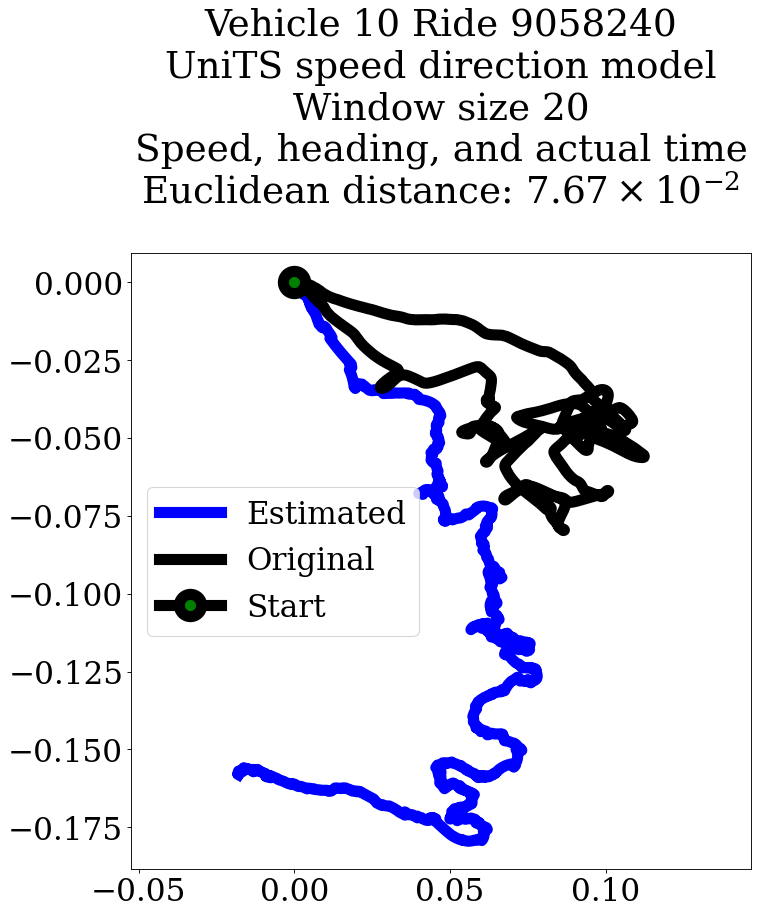 Vehicle 10 Ride 9058240
UniTS speed direction model
Window size 20
Speed, heading, and actual time
Euclidean distance: 7.67 × 10⁻²
0.000
−0.025
−0.050
−0.075
−0.100
−0.125
−0.150
−0.175
Estimated
Original
Start
−0.05 0.00 0.05 0.10